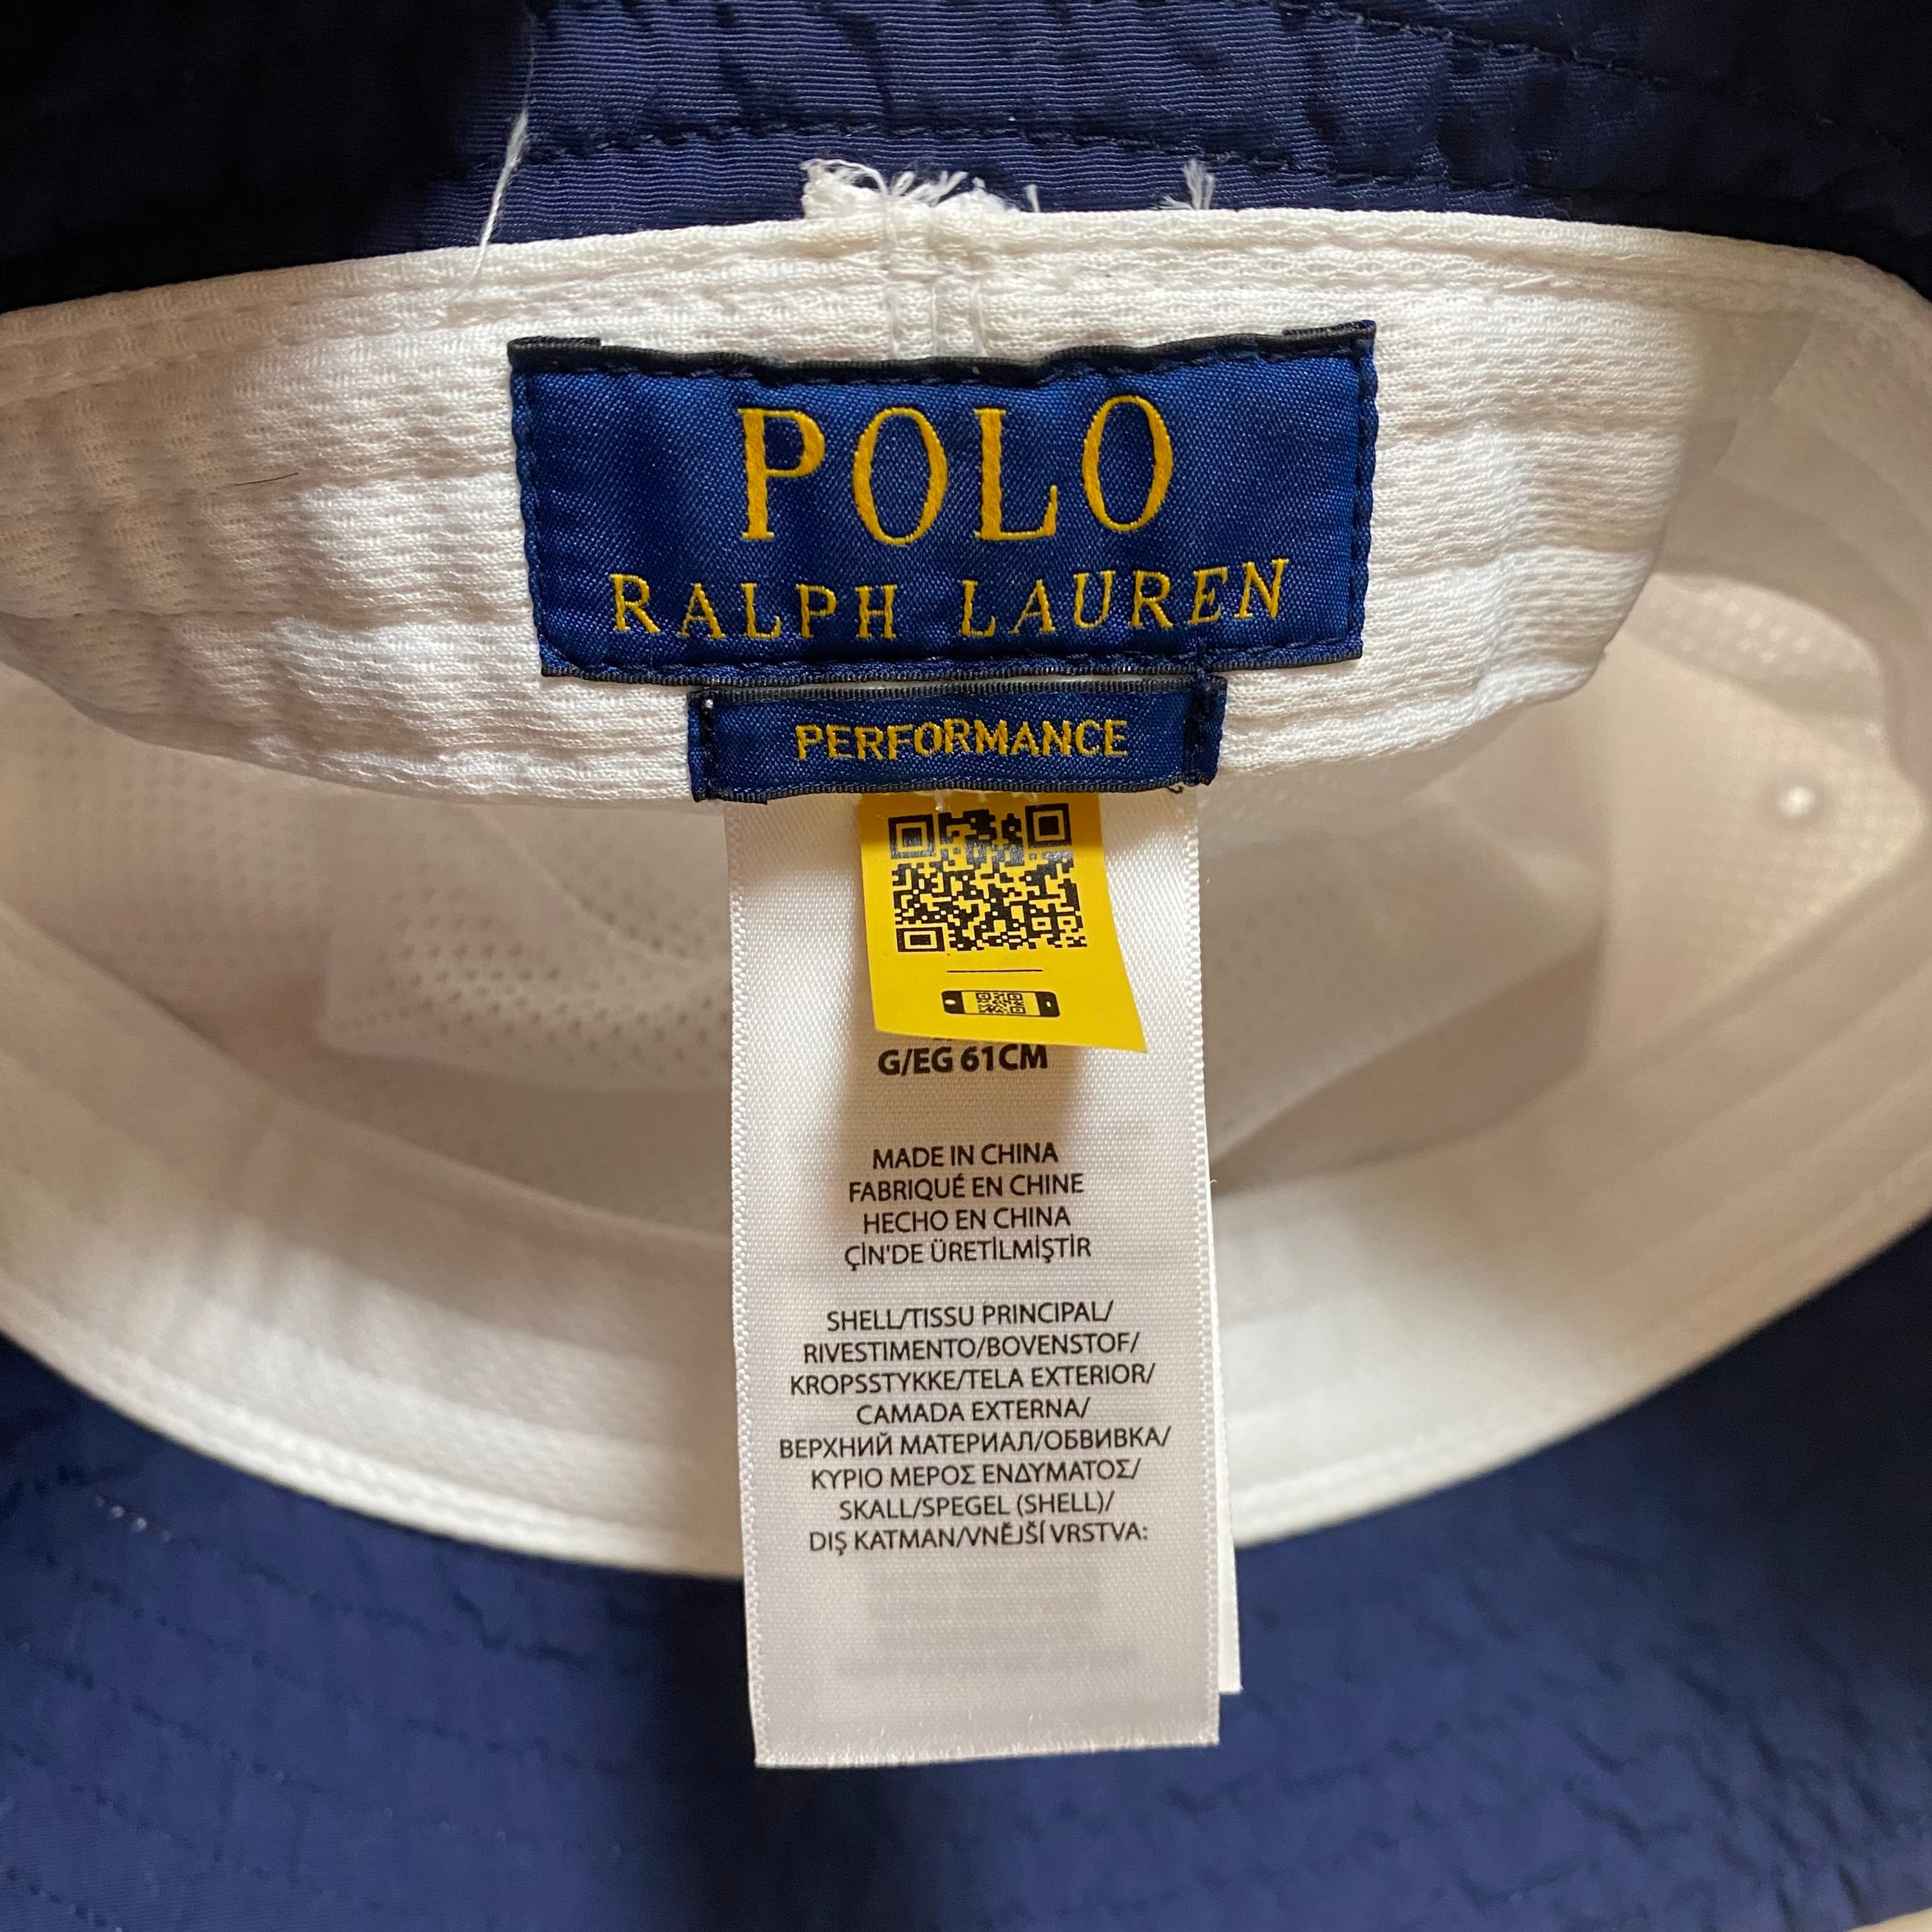 POLO
RALPH LAUREN
PERFORMANCE
G/EG 61CM
MADE IN CHINA
FABRIQUÉ EN CHINE
HECHO EN CHINA
ÇİN'DE ÜRETİLMİŞTİR
SHELL/TISSU PRINCIPAL/
RIVESTIMENTO/BOVENSTOF/
KROPSSTYKKE/TELA EXTERIOR/
CAMADA EXTERNA/
ВЕРХНИЙ МАТЕРИАЛ/ОБВИВКА/
ΚΥΡΙΟ ΜΕΡΟΣ ΕΝΔΥΜΑΤΟΣ/
SKALL/SPEGEL (SHELL)/
DIŞ KATMAN/VNĚJŠÍ VRSTVA: